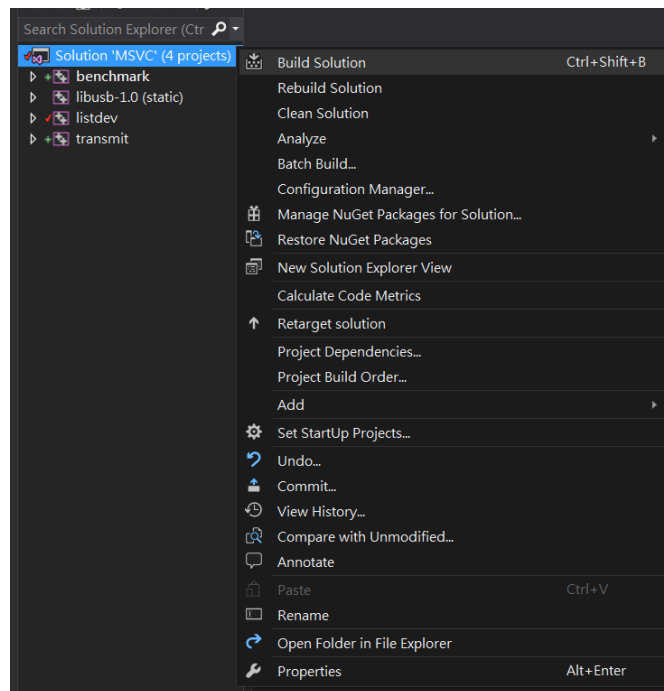 Search Solution Explorer (Ctr
Solution 'MSVC' (4 projects)
benchmark
libusb-1.0 (static)
listdev
transmit
Build Solution Ctrl+Shift+B
Rebuild Solution
Clean Solution
Analyze
Batch Build...
Configuration Manager...
Manage NuGet Packages for Solution...
Restore NuGet Packages
New Solution Explorer View
Calculate Code Metrics
Retarget solution
Project Dependencies...
Project Build Order...
Add
Set StartUp Projects...
Undo...
Commit...
View History...
Compare with Unmodified...
Annotate
Paste Ctrl+V
Rename
Open Folder in File Explorer
Properties Alt+Enter